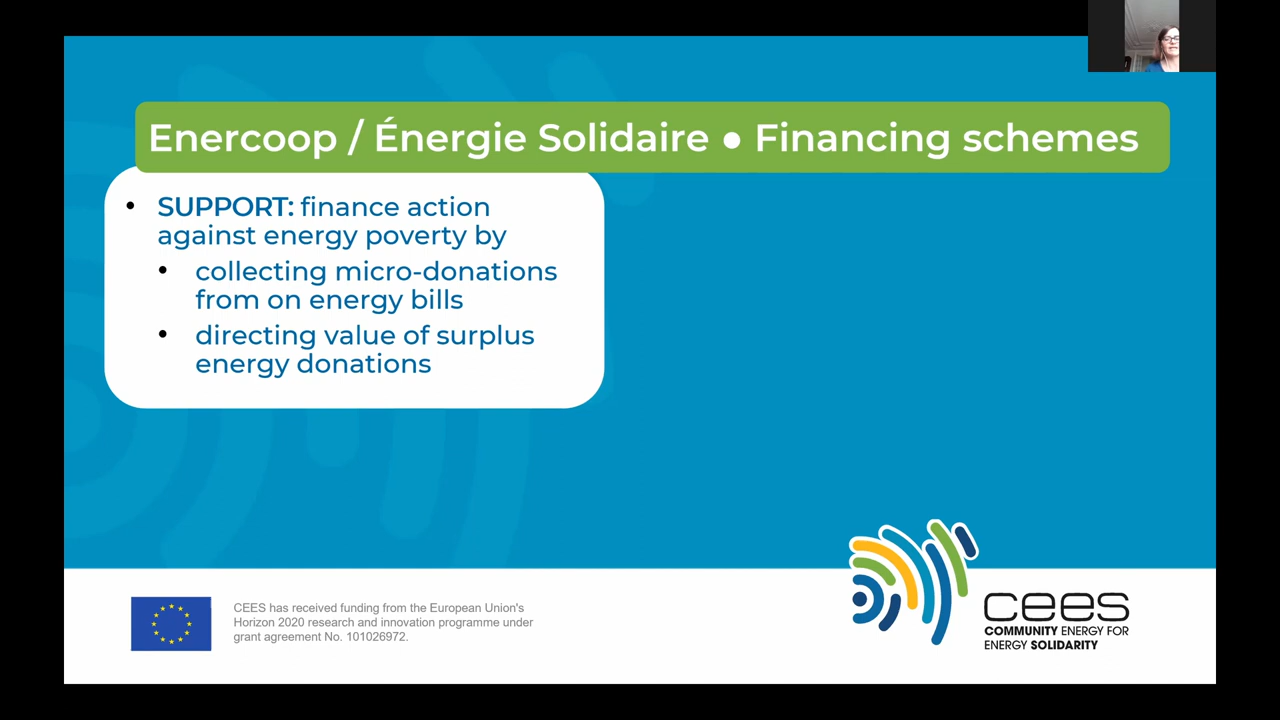 Enercoop / Énergie Solidaire ● Financing schemes
• SUPPORT: finance action
against energy poverty by
• collecting micro-donations
from on energy bills
• directing value of surplus
energy donations
CEES has received funding from the European Union's
Horizon 2020 research and innovation programme under
grant agreement No. 101026972.
cees
COMMUNITY ENERGY FOR
ENERGY SOLIDARITY